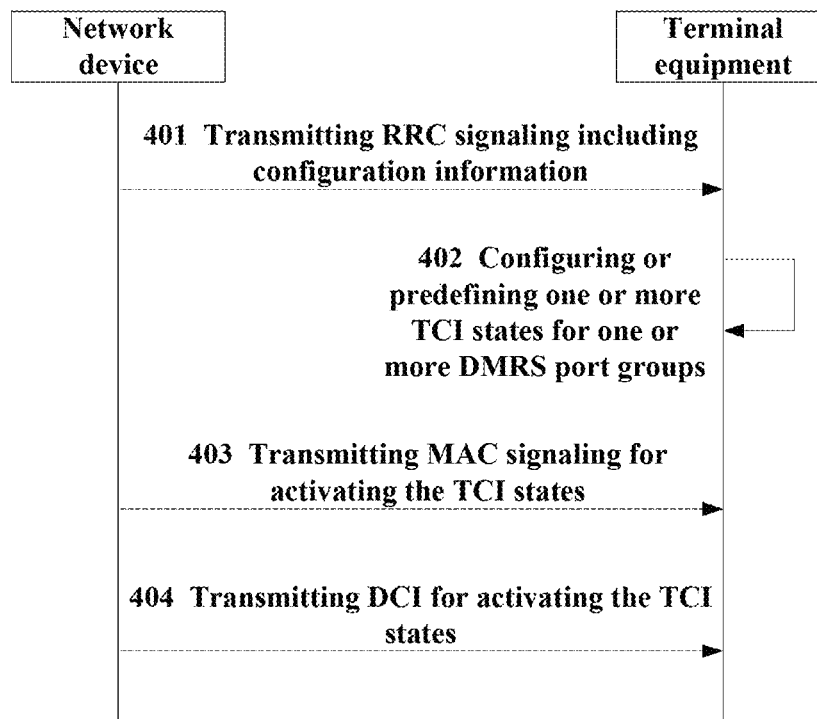 Network
device
Terminal
equipment
401 Transmitting RRC signaling including
configuration information
402 Configuring or
predefining one or more
TCI states for one or
more DMRS port groups
403 Transmitting MAC signaling for
activating the TCI states
404 Transmitting DCI for activating the TCI
states